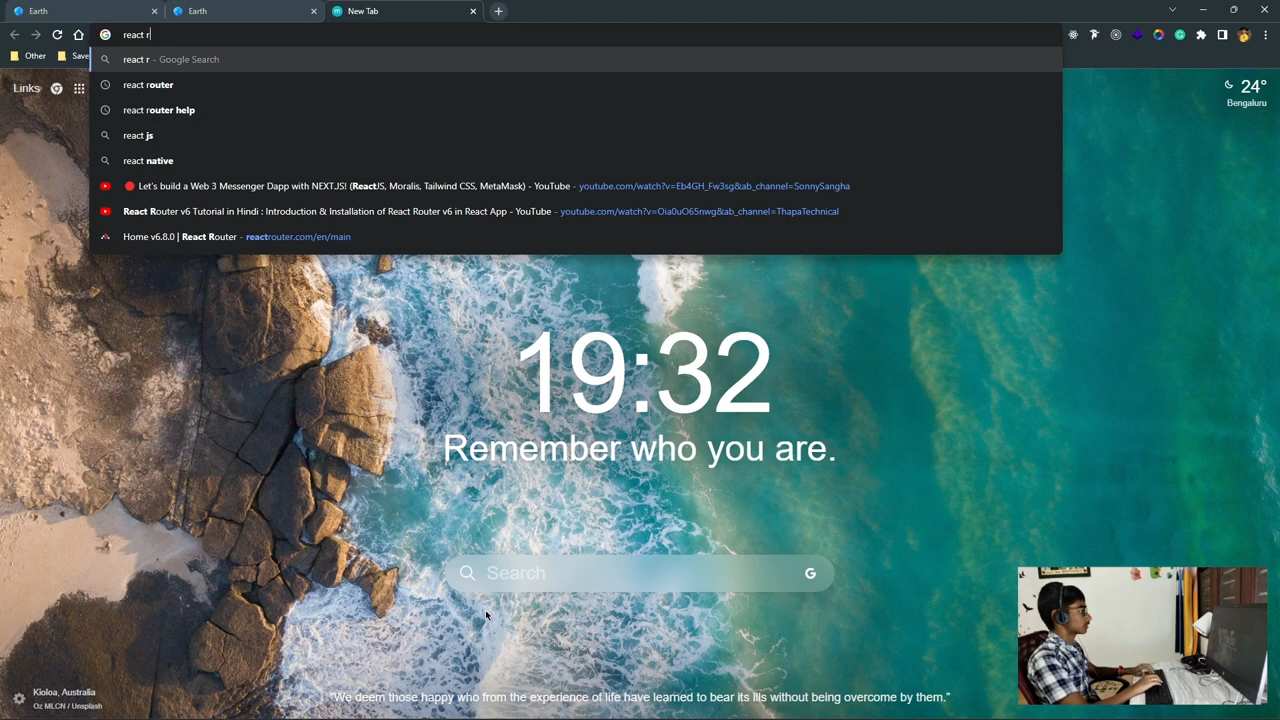 Earth
Earth
New Tab
react r
Other
Save
react r - Google Search
react router
react router help
react js
react native
Let's build a Web 3 Messenger Dapp with NEXT.JS! (ReactJS, Moralis, Tailwind CSS, MetaMask) - YouTube - youtube.com/watch?v=Eb4GH_Fw3sg&ab_channel=SonnySangha
React Router v6 Tutorial in Hindi : Introduction & Installation of React Router v6 in React App - YouTube - youtube.com/watch?v=Oia0uO65nwg&ab_channel=ThapaTechnical
Home v6.8.0 | React Router - reactrouter.com/en/main
Links
24°
Bengaluru
19:32
Remember who you are.
Search
G
Kioloa, Australia
Oz MLCN / Unsplash
"We deem those happy who from the experience of life have learned to bear its ills without being overcome by them."